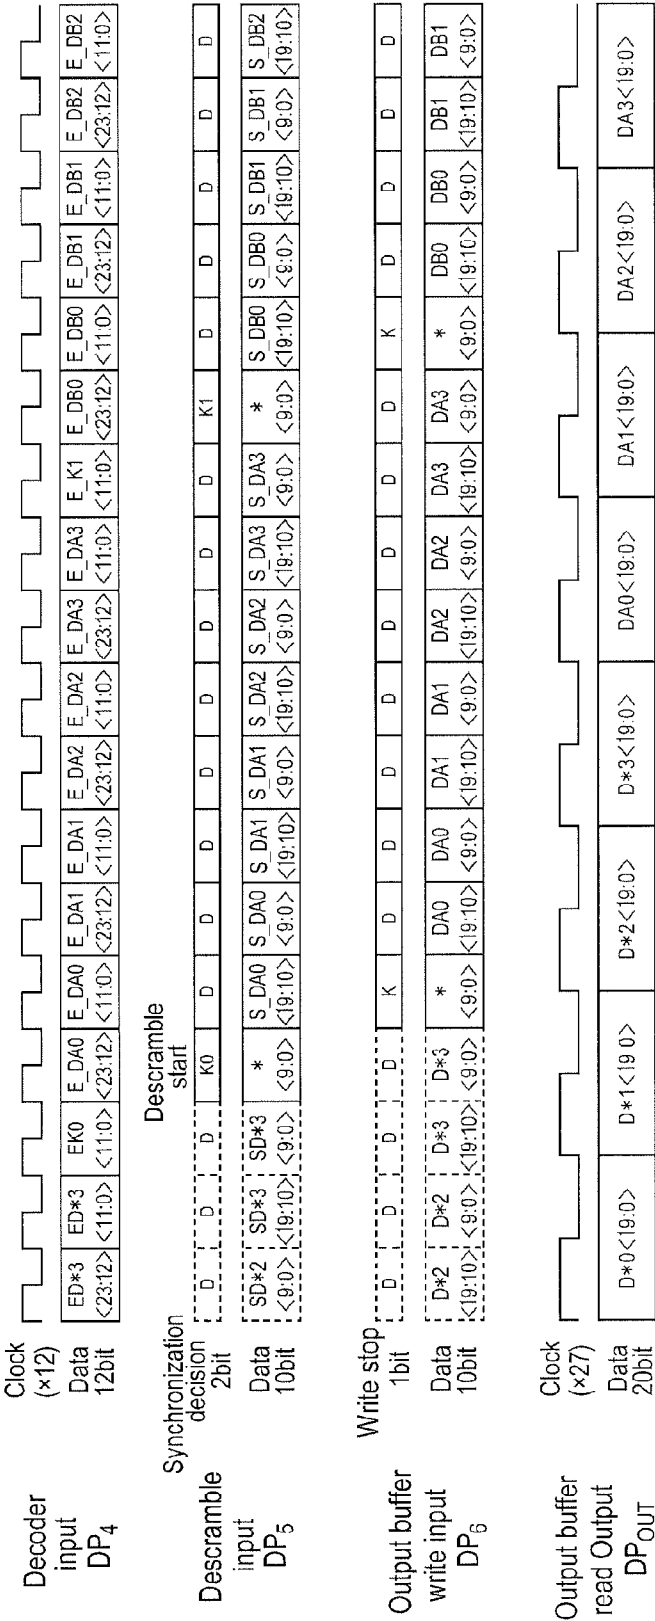 Decoder
input
DP4
Clock
(×12)
Data
12bit
ED*3 ED*3 EK0 E_DA0 E_DA0 E_DA1 E_DA1 E_DA2 E_DA2 E_DA3 E_DA3 E_K1 E_DB0 E_DB0 E_DB1 E_DB1 E_DB2 E_DB2
<23:12> <11:0> <11:0> <23:12> <11:0> <23:12> <11:0> <23:12> <11:0> <23:12> <11:0> <11:0> <23:12> <11:0> <23:12> <11:0> <23:12> <11:0>
Descramble
start
Descramble
input
DP5
Synchronization
decision
2bit
D D D K0 D D D D D D D D K1 D D D D D
Data
10bit
SD*2 SD*3 SD*3 * S_DA0 S_DA0 S_DA1 S_DA1 S_DA2 S_DA2 S_DA3 S_DA3 * S_DB0 S_DB0 S_DB1 S_DB1 S_DB2
<9:0> <19:10> <9:0> <9:0> <19:10> <9:0> <19:10> <9:0> <19:10> <9:0> <19:10> <9:0> <9:0> <19:10> <9:0> <19:10> <9:0> <19:10>
Output buffer
write input
DP6
Write stop
1bit
D D D D K D D D D D D D D K D D D D
Data
10bit
D*2 D*2 D*3 D*3 * DA0 DA0 DA1 DA1 DA2 DA2 DA3 DA3 * DB0 DB0 DB1 DB1
<19:10> <9:0> <19:10> <9:0> <9:0> <19:10> <9:0> <19:10> <9:0> <19:10> <9:0> <19:10> <9:0> <9:0> <19:10> <9:0> <19:10> <9:0>
Output buffer
read Output
DPOUT
Clock
(×27)
Data
20bit
D*0<19:0> D*1<19 0> D*2<19:0> D*3<19:0> DA0<19:0> DA1<19:0> DA2<19:0> DA3<19:0>